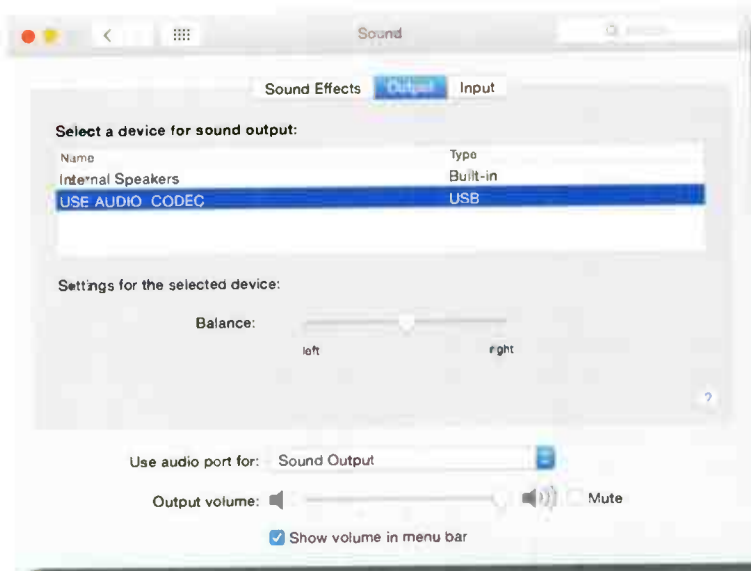 Sound
Sound Effects Output Input
Select a device for sound output:
Name Type
Internal Speakers Built-in
USE AUDIO CODEC USB
Settings for the selected device:
Balance:
left right
?
Use audio port for: Sound Output
Output volume: Mute
Show volume in menu bar